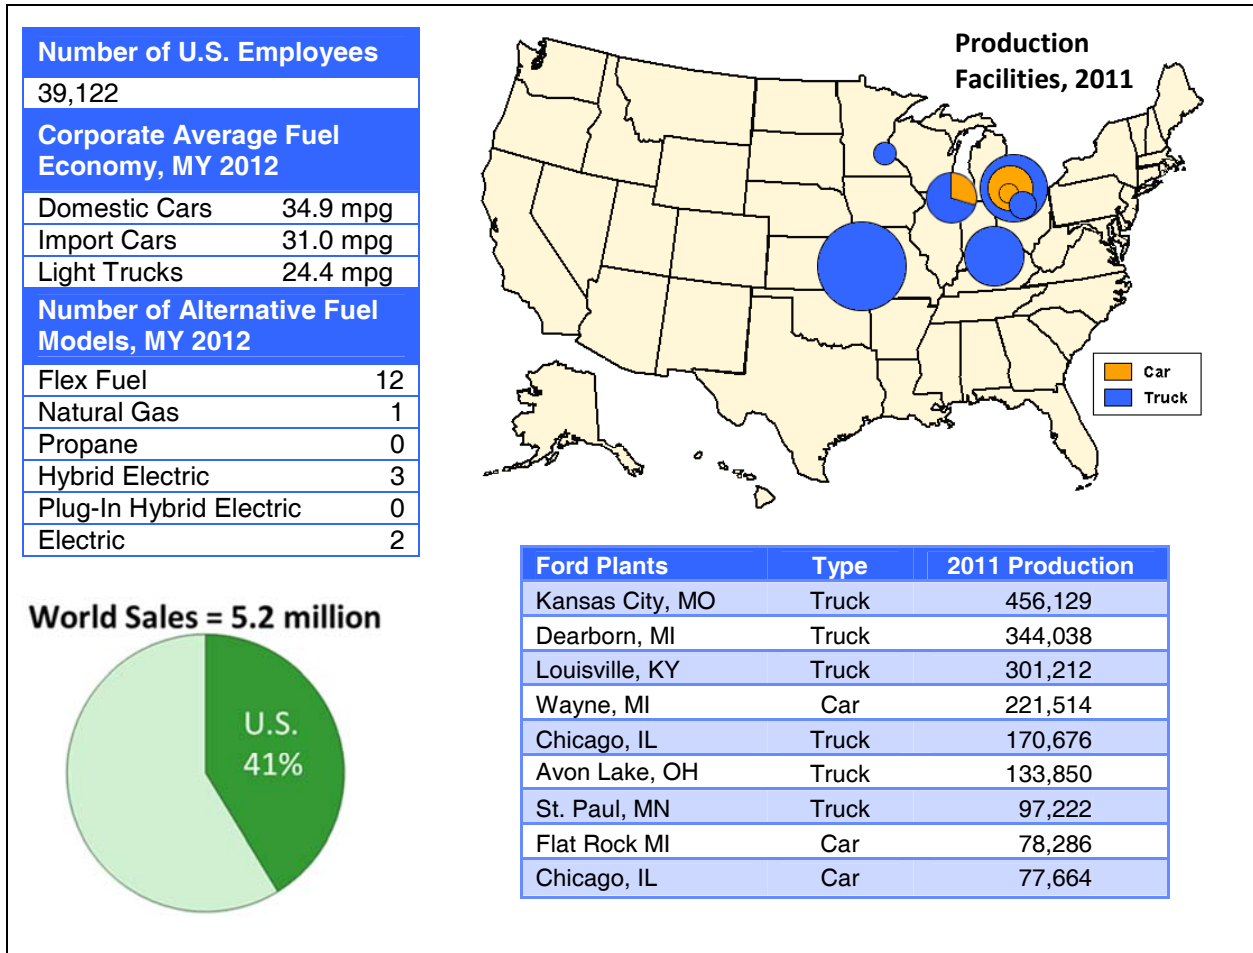 Number of U.S. Employees
39,122
Corporate Average Fuel
Economy, MY 2012
Domestic Cars 34.9 mpg
Import Cars 31.0 mpg
Light Trucks 24.4 mpg
Number of Alternative Fuel
Models, MY 2012
Flex Fuel 12
Natural Gas 1
Propane 0
Hybrid Electric 3
Plug-In Hybrid Electric 0
Electric 2
World Sales = 5.2 million
U.S.
41%
Production
Facilities, 2011
Car
Truck
Ford Plants Type 2011 Production
Kansas City, MO Truck 456,129
Dearborn, MI Truck 344,038
Louisville, KY Truck 301,212
Wayne, MI Car 221,514
Chicago, IL Truck 170,676
Avon Lake, OH Truck 133,850
St. Paul, MN Truck 97,222
Flat Rock MI Car 78,286
Chicago, IL Car 77,664